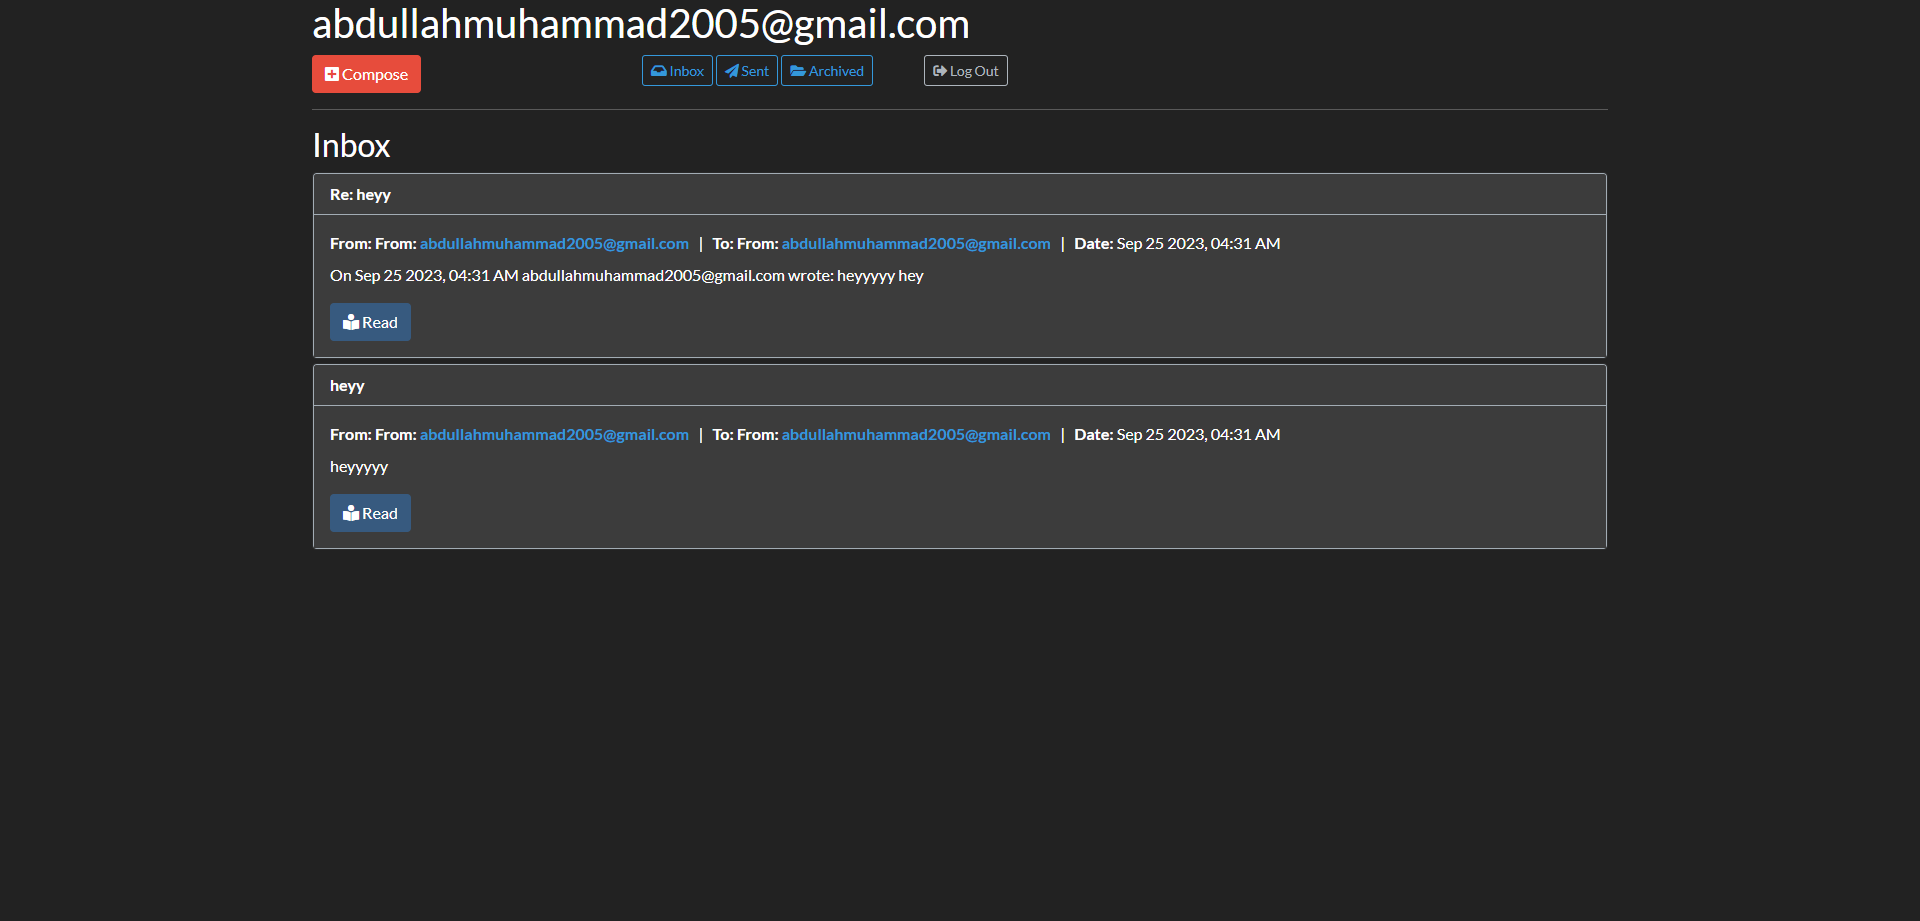 abdullahmuhammad2005@gmail.com
Compose Inbox Sent Archived Log Out
Inbox
Re: heyy
From: From: abdullahmuhammad2005@gmail.com | To: From: abdullahmuhammad2005@gmail.com | Date: Sep 25 2023, 04:31 AM
On Sep 25 2023, 04:31 AM abdullahmuhammad2005@gmail.com wrote: heyyyyy hey
Read
heyy
From: From: abdullahmuhammad2005@gmail.com | To: From: abdullahmuhammad2005@gmail.com | Date: Sep 25 2023, 04:31 AM
heyyyyy
Read